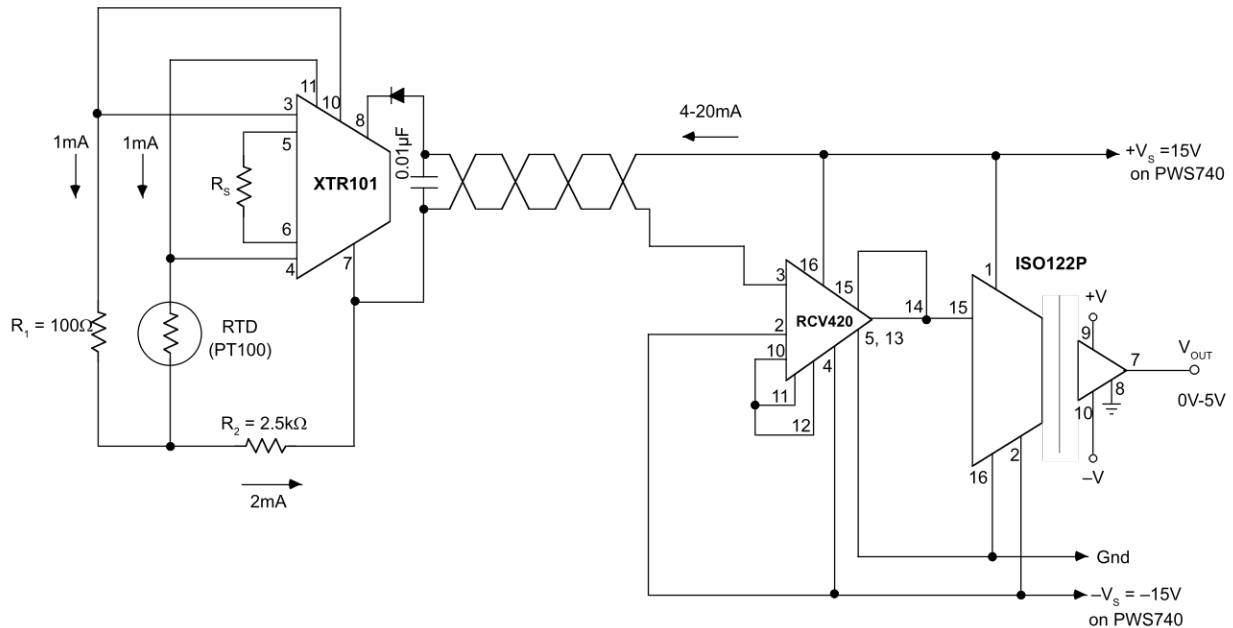 11
10
3
8
5
XTR101
0.01µF
1mA
1mA
R_S
6
4
7
R_1 = 100Ω
RTD
(PT100)
R_2 = 2.5kΩ
2mA
4-20mA
+V_S =15V
on PWS740
3
16
15
RCV420
2
14
5, 13
10
4
11
12
15
1
ISO122P
+V
9
7
V_OUT
8
0V-5V
10
2
16
–V
Gnd
–V_S = –15V
on PWS740